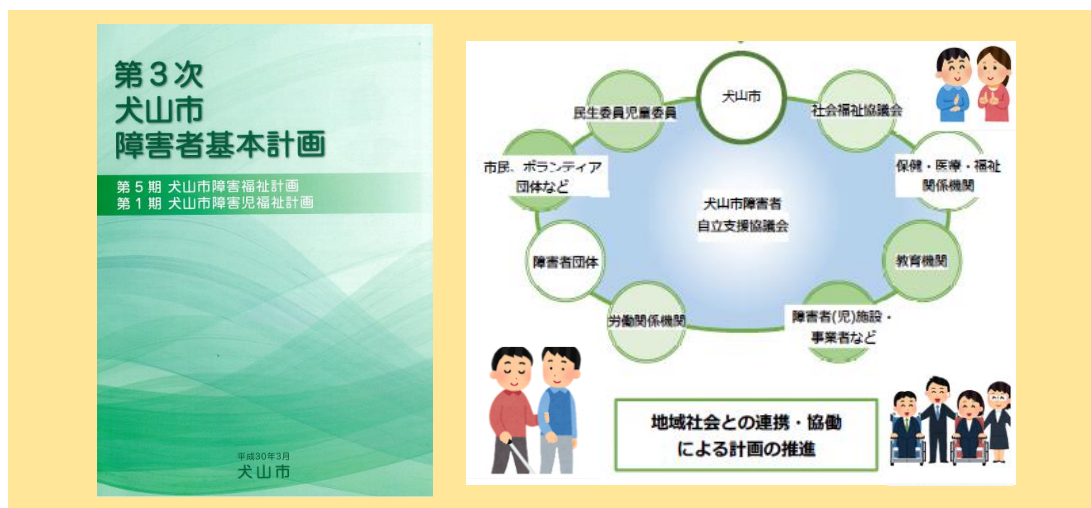 第3次
犬山市
障害者基本計画
第5期 犬山市障害福祉計画
第1期 犬山市障害児福祉計画
平成30年3月
犬山市
犬山市
民生委員児童委員
社会福祉協議会
市民、ボランティア
団体など
保健・医療・福祉
関係機関
犬山市障害者
自立支援協議会
障害者団体
教育機関
労働関係機関
障害者(児)施設・
事業者など
地域社会との連携・協働
による計画の推進